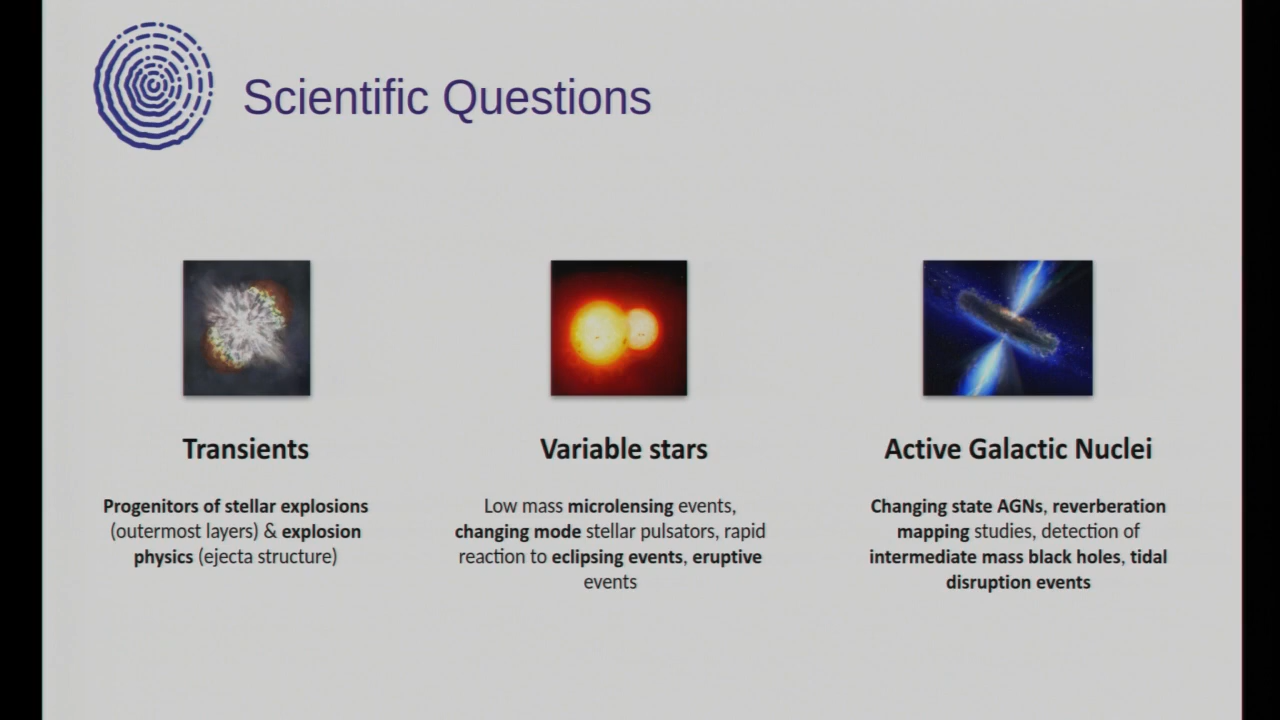 Scientific Questions
Transients
Progenitors of stellar explosions
(outermost layers) & explosion
physics (ejecta structure)
Variable stars
Low mass microlensing events,
changing mode stellar pulsators, rapid
reaction to eclipsing events, eruptive
events
Active Galactic Nuclei
Changing state AGNs, reverberation
mapping studies, detection of
intermediate mass black holes, tidal
disruption events